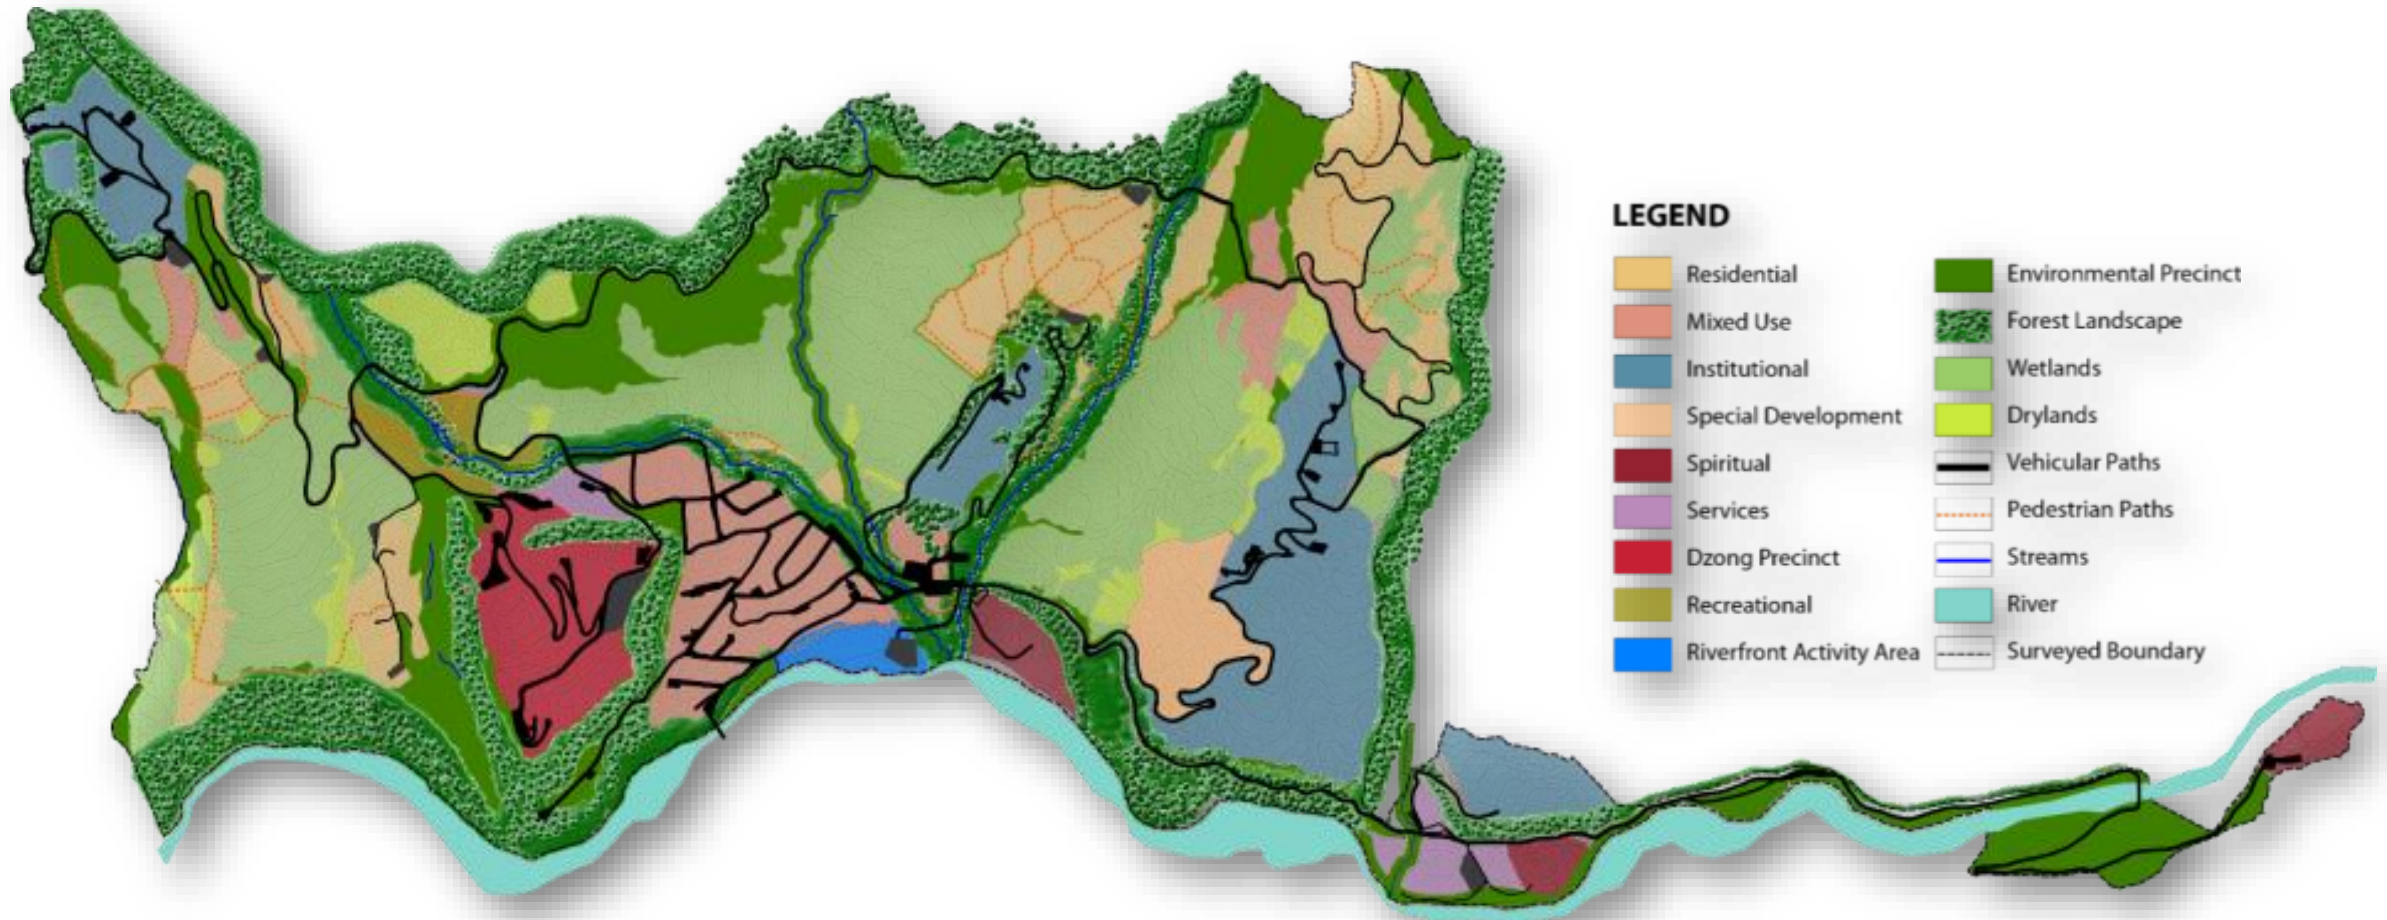 LEGEND
Residential
Mixed Use
Institutional
Special Development
Spiritual
Services
Dzong Precinct
Recreational
Riverfront Activity Area
Environmental Precinct
Forest Landscape
Wetlands
Drylands
Vehicular Paths
Pedestrian Paths
Streams
River
Surveyed Boundary